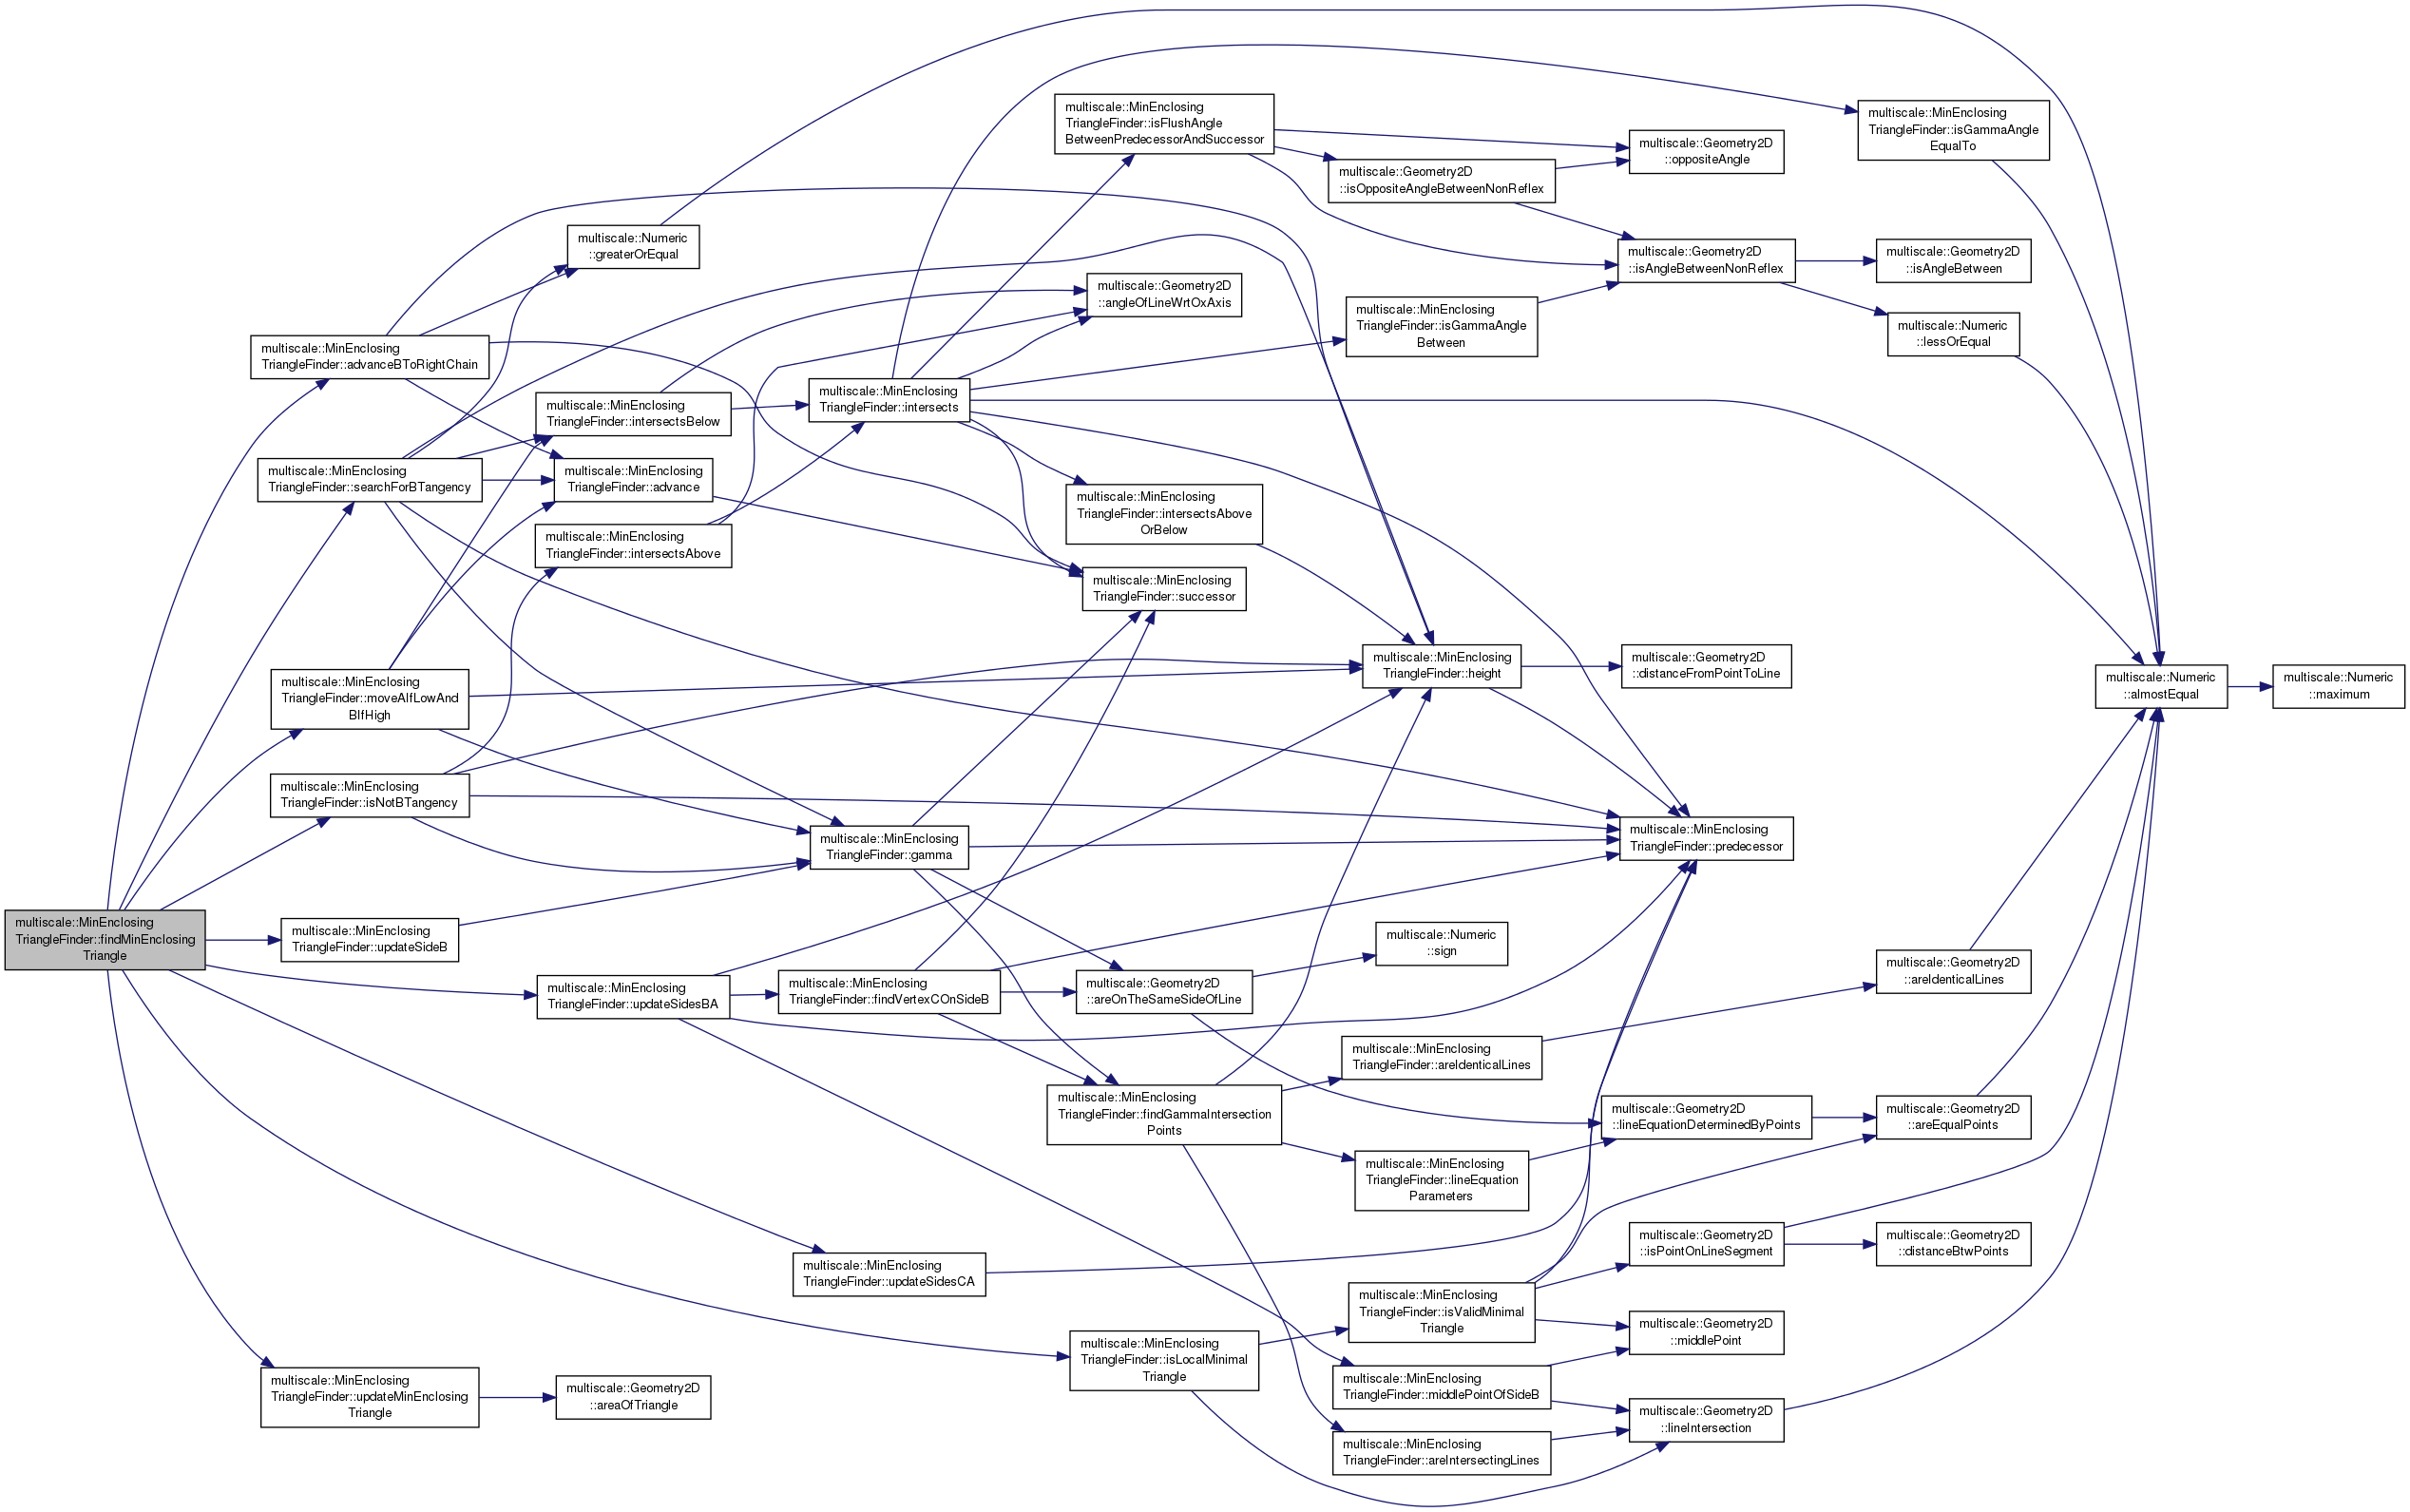 multiscale::MinEnclosing
TriangleFinder::findMinEnclosing
Triangle
multiscale::MinEnclosing
TriangleFinder::advanceBToRightChain
multiscale::MinEnclosing
TriangleFinder::searchForBTangency
multiscale::MinEnclosing
TriangleFinder::moveAIfLowAnd
BIfHigh
multiscale::MinEnclosing
TriangleFinder::isNotBTangency
multiscale::MinEnclosing
TriangleFinder::updateSideB
multiscale::MinEnclosing
TriangleFinder::updateMinEnclosing
Triangle
multiscale::Numeric
::greaterOrEqual
multiscale::MinEnclosing
TriangleFinder::intersectsBelow
multiscale::MinEnclosing
TriangleFinder::advance
multiscale::MinEnclosing
TriangleFinder::intersectsAbove
multiscale::MinEnclosing
TriangleFinder::updateSidesBA
multiscale::Geometry2D
::areaOfTriangle
multiscale::MinEnclosing
TriangleFinder::intersects
multiscale::MinEnclosing
TriangleFinder::gamma
multiscale::MinEnclosing
TriangleFinder::findVertexCOnSideB
multiscale::MinEnclosing
TriangleFinder::updateSidesCA
multiscale::MinEnclosing
TriangleFinder::isFlushAngle
BetweenPredecessorAndSuccessor
multiscale::Geometry2D
::angleOfLineWrtOxAxis
multiscale::MinEnclosing
TriangleFinder::intersectsAbove
OrBelow
multiscale::MinEnclosing
TriangleFinder::successor
multiscale::Geometry2D
::areOnTheSameSideOfLine
multiscale::MinEnclosing
TriangleFinder::findGammaIntersection
Points
multiscale::MinEnclosing
TriangleFinder::isLocalMinimal
Triangle
multiscale::Geometry2D
::isOppositeAngleBetweenNonReflex
multiscale::MinEnclosing
TriangleFinder::isGammaAngle
Between
multiscale::MinEnclosing
TriangleFinder::height
multiscale::Numeric
::sign
multiscale::MinEnclosing
TriangleFinder::areIdenticalLines
multiscale::MinEnclosing
TriangleFinder::lineEquation
Parameters
multiscale::MinEnclosing
TriangleFinder::isValidMinimal
Triangle
multiscale::MinEnclosing
TriangleFinder::middlePointOfSideB
multiscale::MinEnclosing
TriangleFinder::areIntersectingLines
multiscale::Geometry2D
::oppositeAngle
multiscale::Geometry2D
::isAngleBetweenNonReflex
multiscale::Geometry2D
::distanceFromPointToLine
multiscale::MinEnclosing
TriangleFinder::predecessor
multiscale::Geometry2D
::lineEquationDeterminedByPoints
multiscale::Geometry2D
::isPointOnLineSegment
multiscale::Geometry2D
::middlePoint
multiscale::Geometry2D
::lineIntersection
multiscale::MinEnclosing
TriangleFinder::isGammaAngle
EqualTo
multiscale::Geometry2D
::isAngleBetween
multiscale::Numeric
::lessOrEqual
multiscale::Geometry2D
::areIdenticalLines
multiscale::Geometry2D
::areEqualPoints
multiscale::Geometry2D
::distanceBtwPoints
multiscale::Numeric
::almostEqual
multiscale::Numeric
::maximum